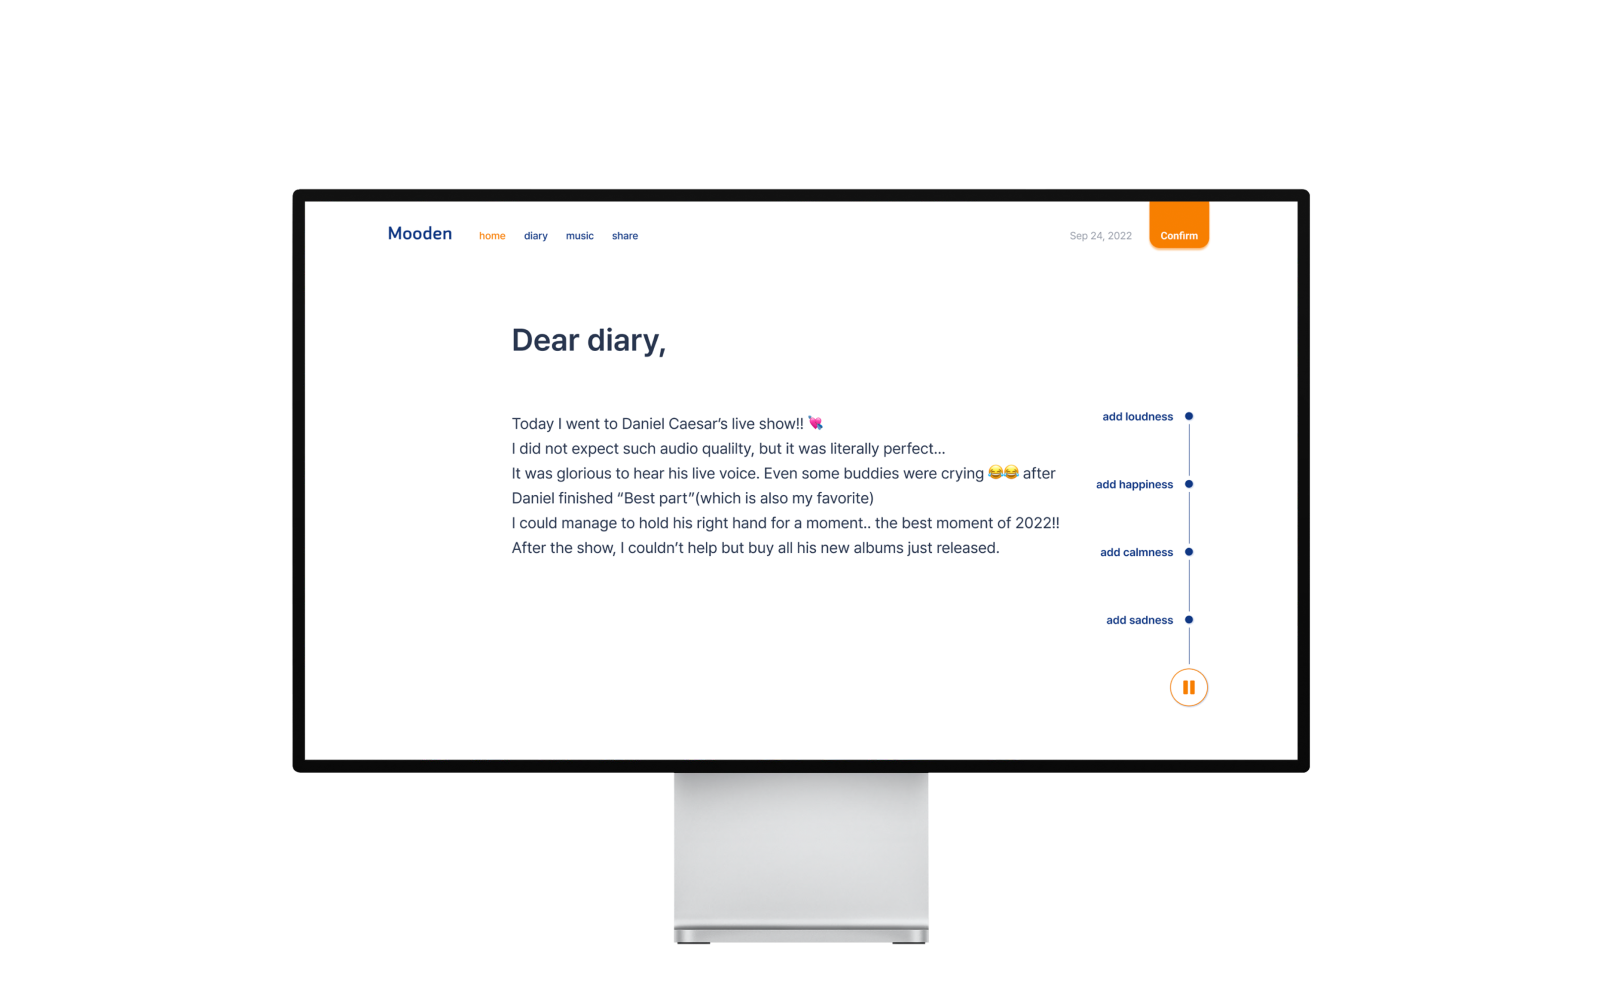 Mooden
home diary music share
Sep 24, 2022
Confirm
Dear diary,
Today I went to Daniel Caesar’s live show!! 💘
I did not expect such audio qualilty, but it was literally perfect...
It was glorious to hear his live voice. Even some buddies were crying 😂😂 after
Daniel finished “Best part”(which is also my favorite)
I could manage to hold his right hand for a moment.. the best moment of 2022!!
After the show, I couldn’t help but buy all his new albums just released.
add loudness
add happiness
add calmness
add sadness